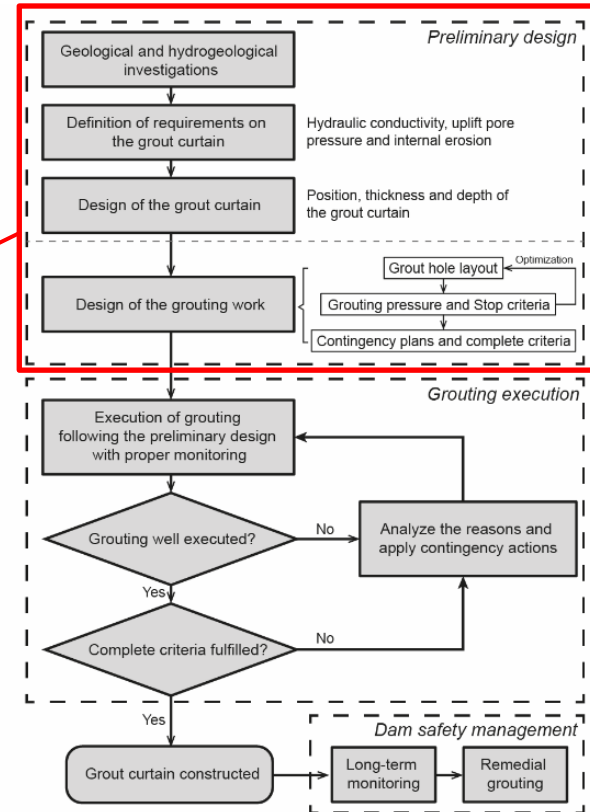 Preliminary design
Geological and hydrogeological
investigations
Definition of requirements on
the grout curtain
Hydraulic conductivity, uplift pore
pressure and internal erosion
Design of the grout curtain
Position, thickness and depth of
the grout curtain
Design of the grouting work
Grout hole layout
Optimization
Grouting pressure and Stop criteria
Contingency plans and complete criteria
Grouting execution
Execution of grouting
following the preliminary design
with proper monitoring
Grouting well executed?
No
Analyze the reasons and
apply contingency actions
Yes
Complete criteria fulfilled?
No
Yes
Dam safety management
Grout curtain constructed
Long-term
monitoring
Remedial
grouting